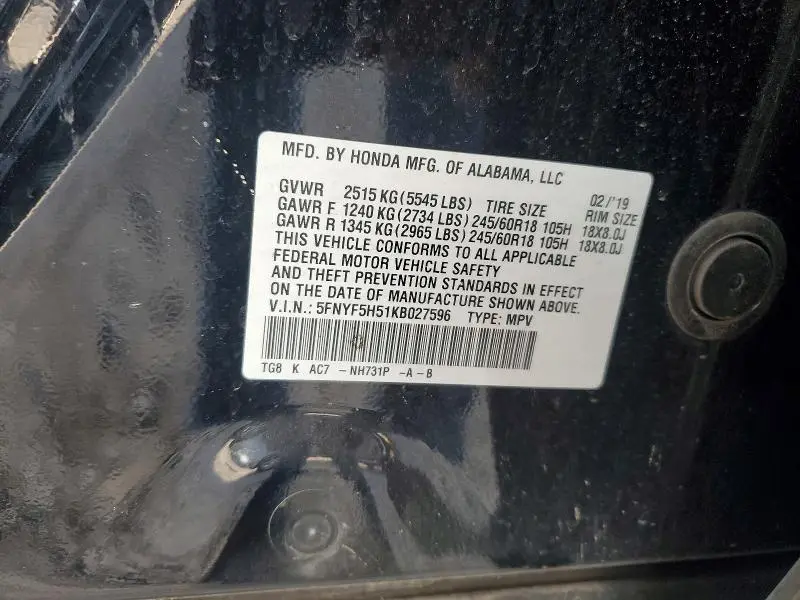 MFD. BY HONDA MFG. OF ALABAMA, LLC
GVWR 2515 KG(5545 LBS) TIRE SIZE 02/'19 RIM SIZE
GAWR F 1240 KG(2734 LBS) 245/60R18 105H 18X8.0J
GAWR R 1345 KG(2965 LBS) 245/60R18 105H 18X8.0J
THIS VEHICLE CONFORMS TO ALL APPLICABLE
FEDERAL MOTOR VEHICLE SAFETY
AND THEFT PREVENTION STANDARDS IN EFFECT
ON THE DATE OF MANUFACTURE SHOWN ABOVE.
V.I.N.: 5FNYF5H51KB027596 TYPE: MPV
TG8 K AC7 -NH731P -A-B